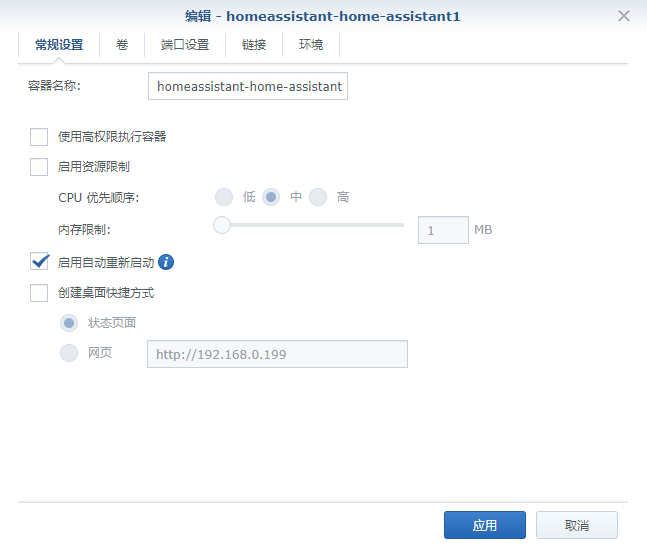 编辑 - homeassistant-home-assistant1
常规设置 卷 端口设置 链接 环境
容器名称: homeassistant-home-assistant
使用高权限执行容器
启用资源限制
CPU 优先顺序: 低 中 高
内存限制: 1 MB
启用自动重新启动
创建桌面快捷方式
状态页面
网页 http://192.168.0.199
应用 取消